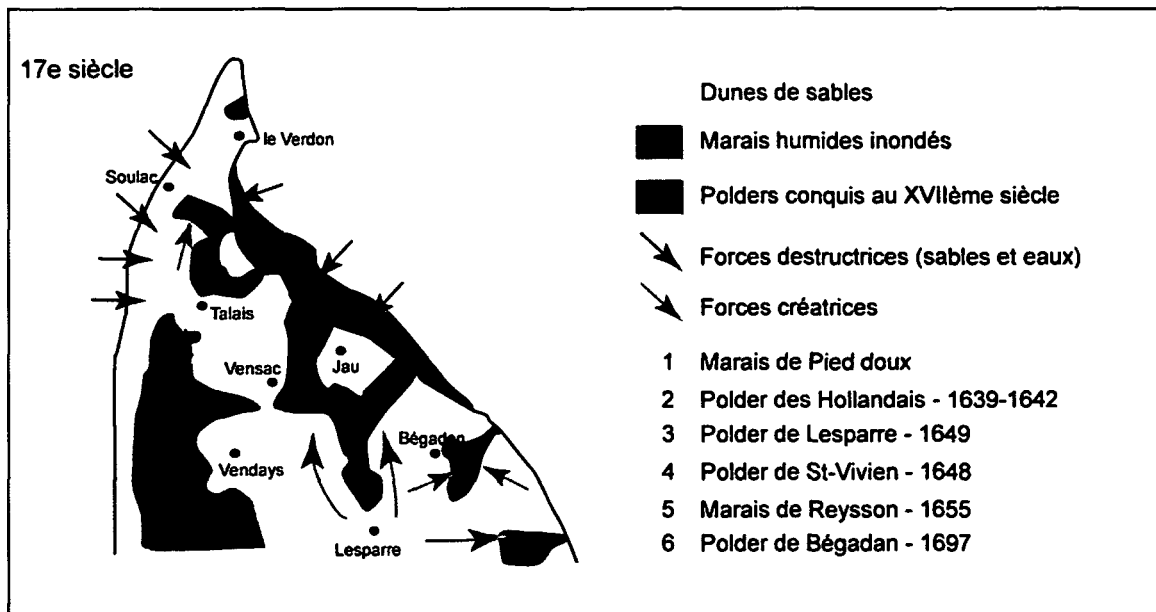 17e siècle
le Verdon
Soulac
Talais
Vensac
Jau
Bégadan
Vendays
Lesparre
Dunes de sables
Marais humides inondés
Polders conquis au XVIIème siècle
Forces destructrices (sables et eaux)
Forces créatrices
1 Marais de Pied doux
2 Polder des Hollandais - 1639-1642
3 Polder de Lesparre - 1649
4 Polder de St-Vivien - 1648
5 Marais de Reysson - 1655
6 Polder de Bégadan - 1697